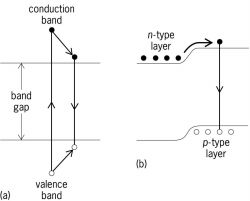 conduction
band
band
gap
valence
band
(a)
n-type
layer
p-type
layer
(b)